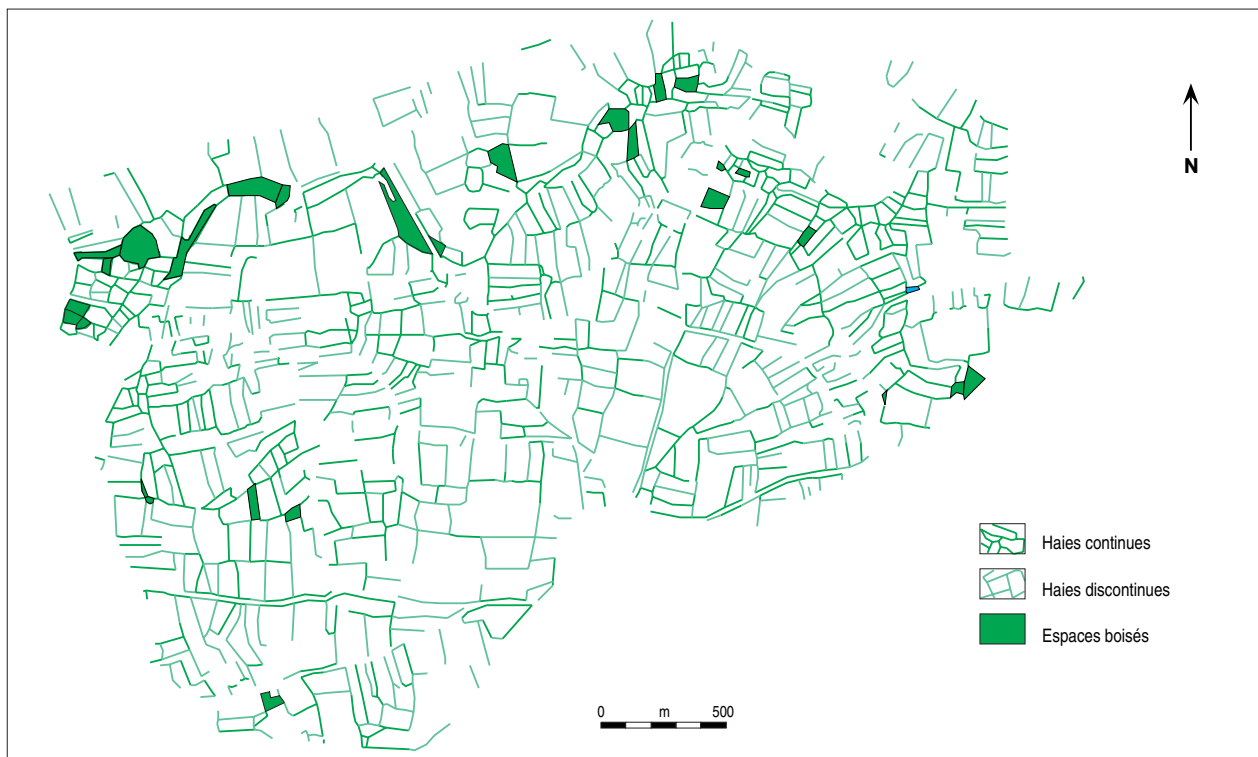 N
Haies continues
Haies discontinues
Espaces boisés
0 m 500